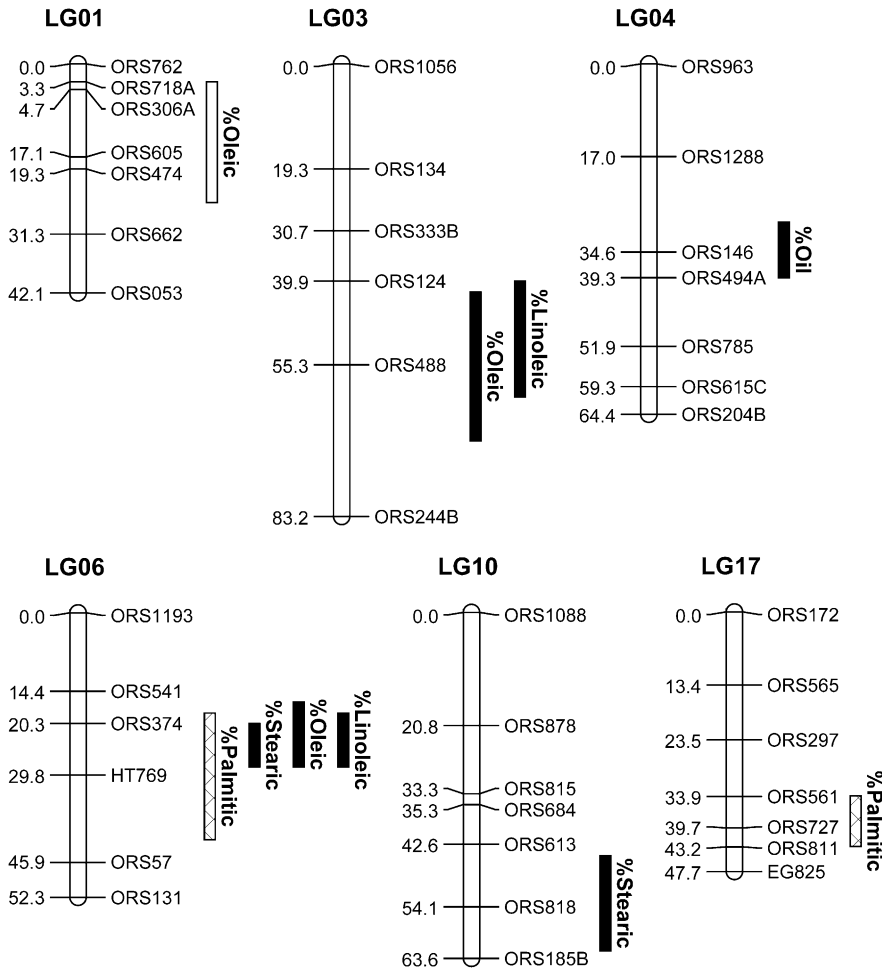 LG01
0.0 ORS762
3.3 ORS718A
4.7 ORS306A
17.1 ORS605
19.3 ORS474
31.3 ORS662
42.1 ORS053
%Oleic
LG03
0.0 ORS1056
19.3 ORS134
30.7 ORS333B
39.9 ORS124
55.3 ORS488
83.2 ORS244B
%Oleic
%Linoleic
LG04
0.0 ORS963
17.0 ORS1288
34.6 ORS146
39.3 ORS494A
51.9 ORS785
59.3 ORS615C
64.4 ORS204B
%Oil
LG06
0.0 ORS1193
14.4 ORS541
20.3 ORS374
29.8 HT769
45.9 ORS57
52.3 ORS131
%Palmitic
%Stearic
%Oleic
%Linoleic
LG10
0.0 ORS1088
20.8 ORS878
33.3 ORS815
35.3 ORS684
42.6 ORS613
54.1 ORS818
63.6 ORS185B
%Stearic
LG17
0.0 ORS172
13.4 ORS565
23.5 ORS297
33.9 ORS561
39.7 ORS727
43.2 ORS811
47.7 EG825
%Palmitic